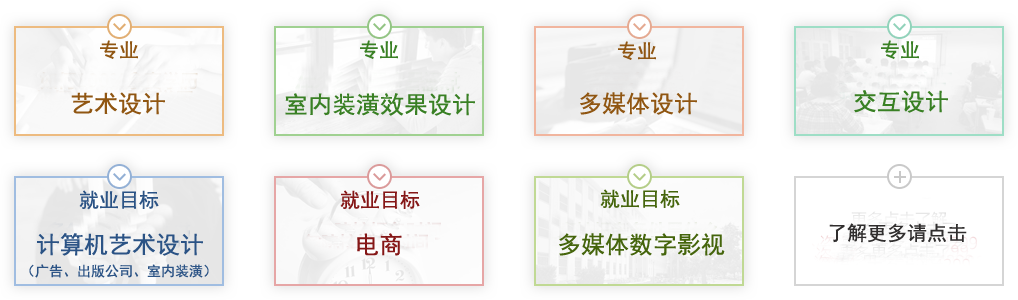 专业
艺术设计
专业
室内装潢效果设计
专业
多媒体设计
专业
交互设计
就业目标
计算机艺术设计
（广告、出版公司、室内装潢）
就业目标
电商
就业目标
多媒体数字影视
了解更多请点击